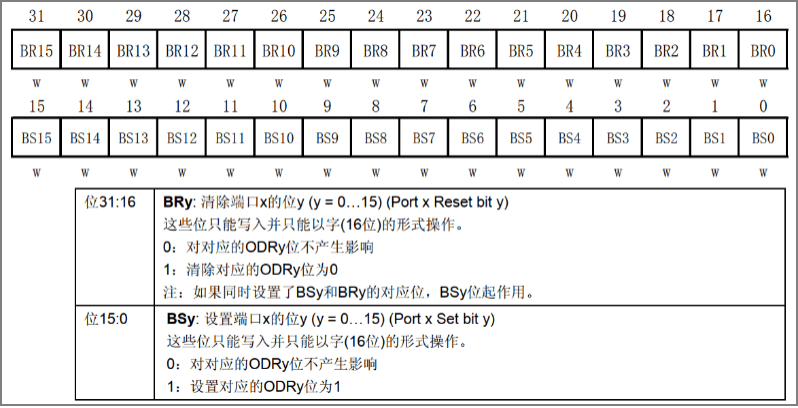 31 30 29 28 27 26 25 24 23 22 21 20 19 18 17 16
BR15 BR14 BR13 BR12 BR11 BR10 BR9 BR8 BR7 BR6 BR5 BR4 BR3 BR2 BR1 BR0
w w w w w w w w w w w w w w w w
15 14 13 12 11 10 9 8 7 6 5 4 3 2 1 0
BS15 BS14 BS13 BS12 BS11 BS10 BS9 BS8 BS7 BS6 BS5 BS4 BS3 BS2 BS1 BS0
w w w w w w w w w w w w w w w w
位31:16 BRy: 清除端口x的位y (y = 0…15) (Port x Reset bit y)
这些位只能写入并只能以字(16位)的形式操作。
0：对对应的ODRy位不产生影响
1：清除对应的ODRy位为0
注：如果同时设置了BSy和BRy的对应位，BSy位起作用。
位15:0 BSy: 设置端口x的位y (y = 0…15) (Port x Set bit y)
这些位只能写入并只能以字(16位)的形式操作。
0：对对应的ODRy位不产生影响
1：设置对应的ODRy位为1